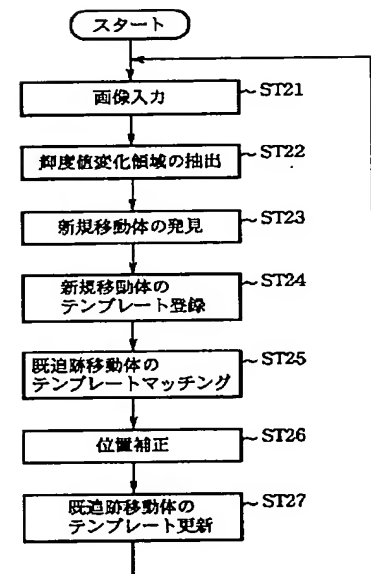 スタート
画像入力
ST21
輝度値変化領域の抽出
ST22
新規移動体の発見
ST23
新規移動体の
テンプレート登録
ST24
既追跡移動体の
テンプレートマッチング
ST25
位置補正
ST26
既追跡移動体の
テンプレート更新
ST27